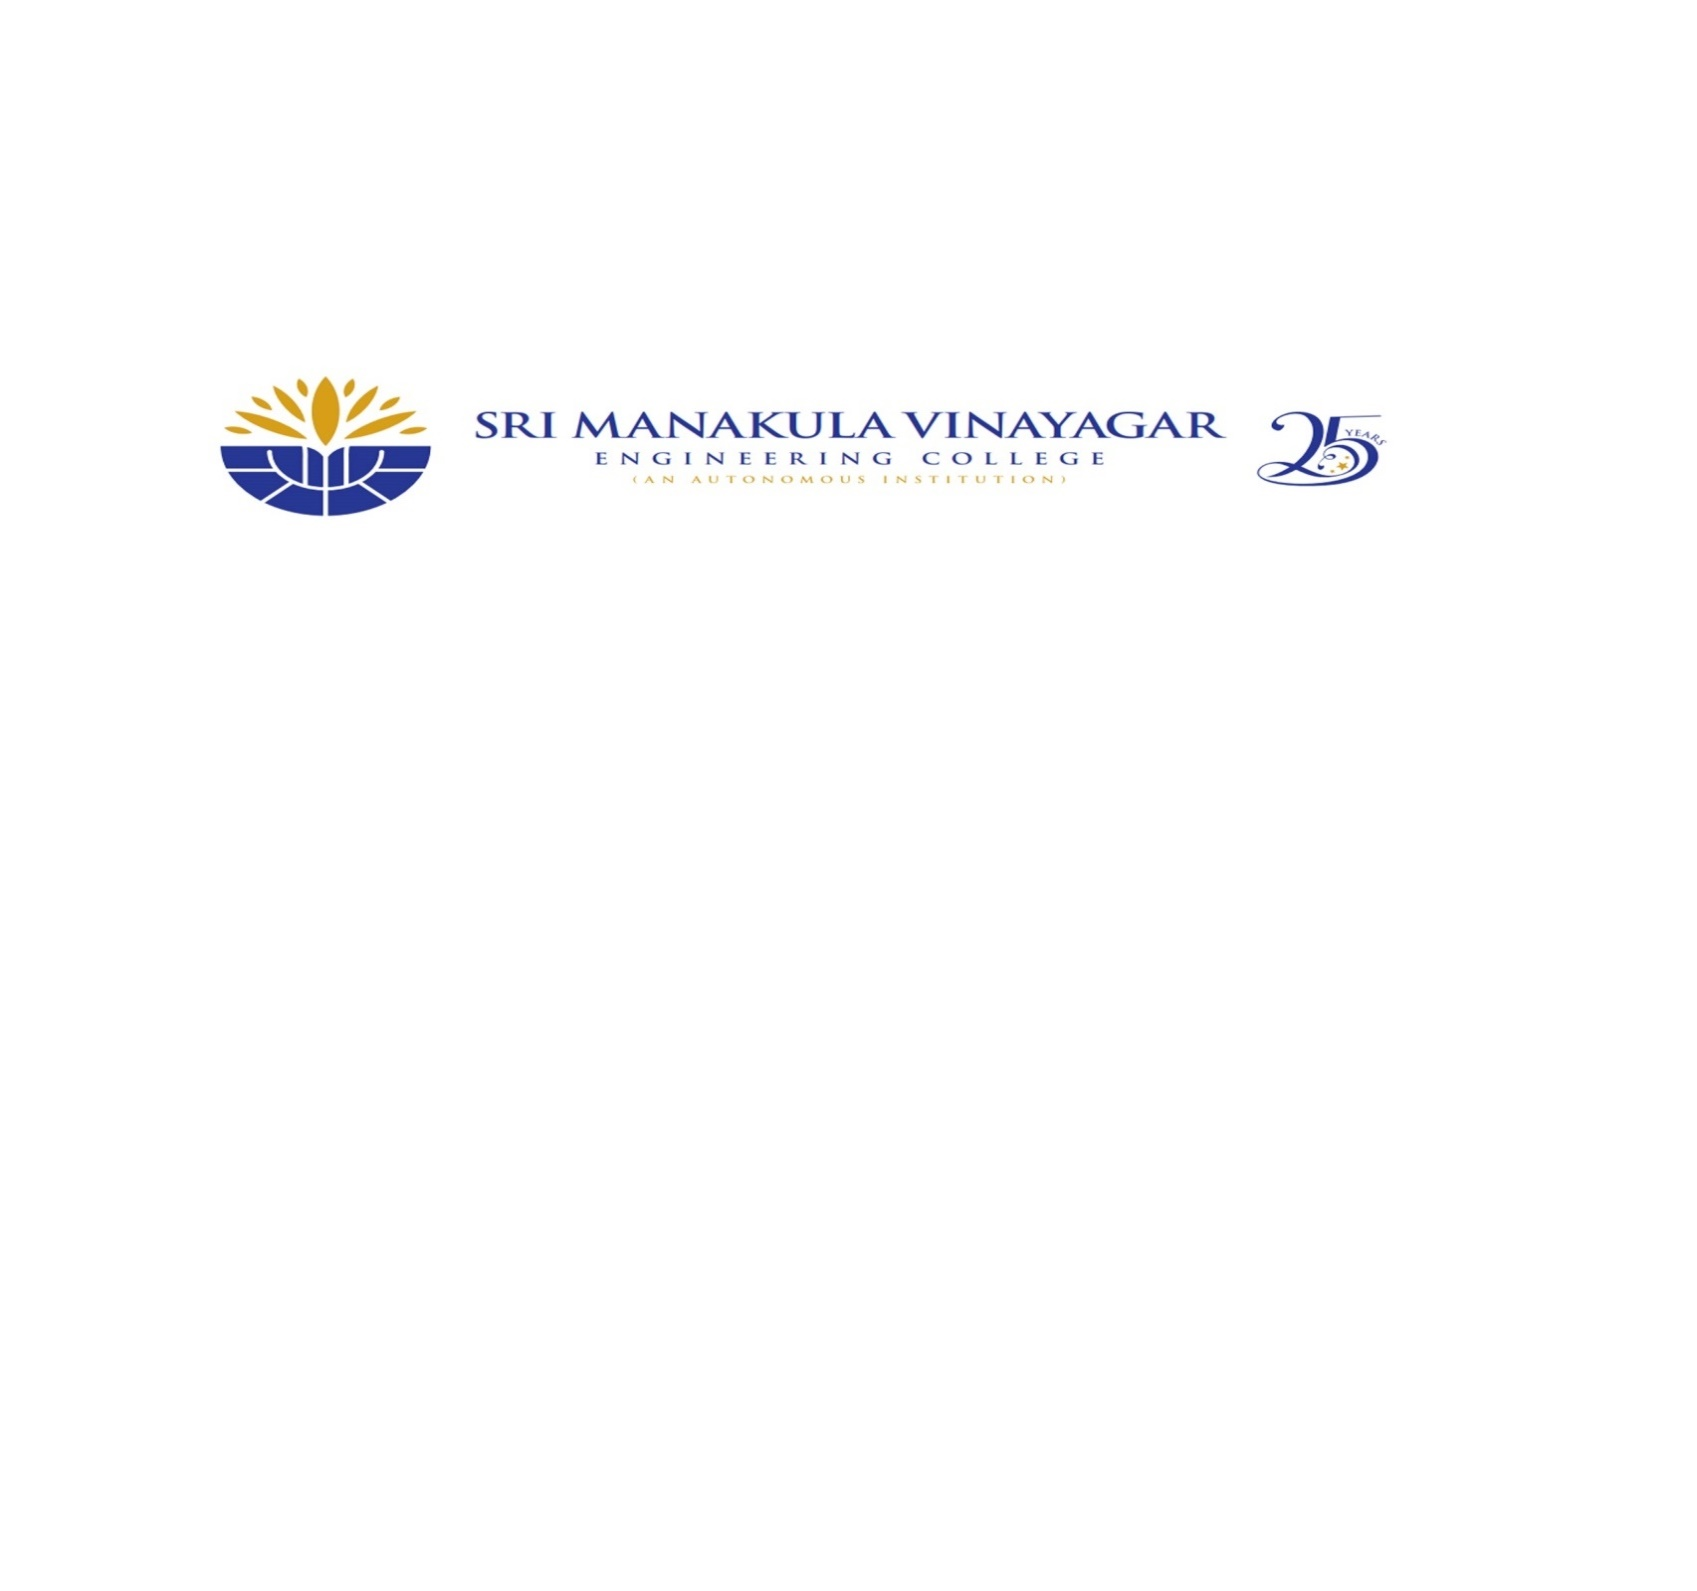 SRI MANAKULA VINAYAGAR
ENGINEERING COLLEGE
(AN AUTONOMOUS INSTITUTION)
25
YEARS